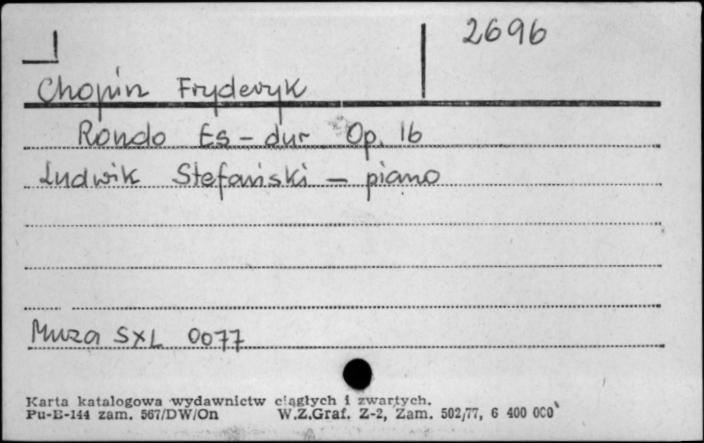 2696
Chopin Fryderyk
Rondo Es-dur Op. 16
Ludwik Stefański - piano
Muza SXL 0077
Karta katalogowa wydawnictw ciągłych i zwartych.
Pu-B-144 zam. 567/DW/On W.Z.Graf. Z-2, Zam. 502/77, 6 400 000